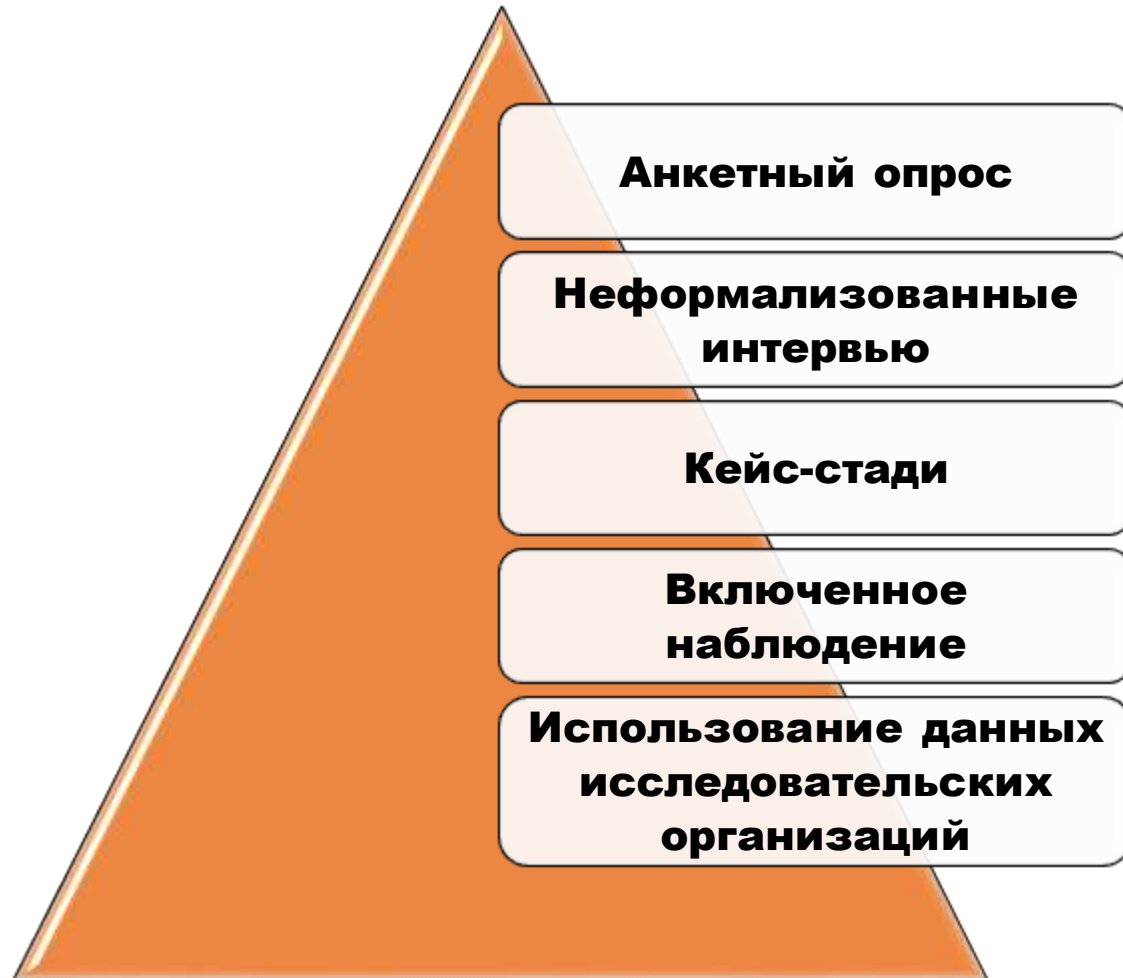 Анкетный опрос
Неформализованные
интервью
Кейс-стади
Включенное
наблюдение
Использование данных
исследовательских
организаций